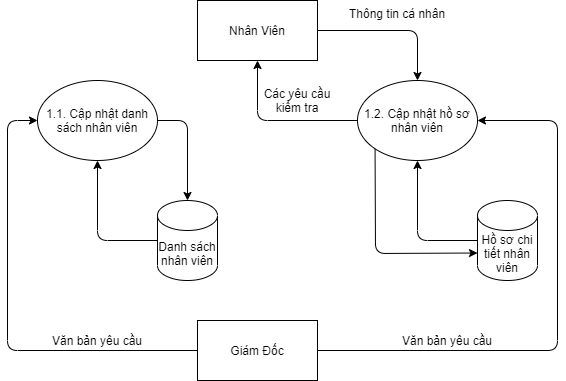 Thông tin cá nhân
Nhân Viên
Các yêu cầu
kiểm tra
1.1. Cập nhật danh
sách nhân viên
1.2. Cập nhật hồ sơ
nhân viên
Danh sách
nhân viên
Hồ sơ chi
tiết nhân
viên
Văn bản yêu cầu
Giám Đốc
Văn bản yêu cầu